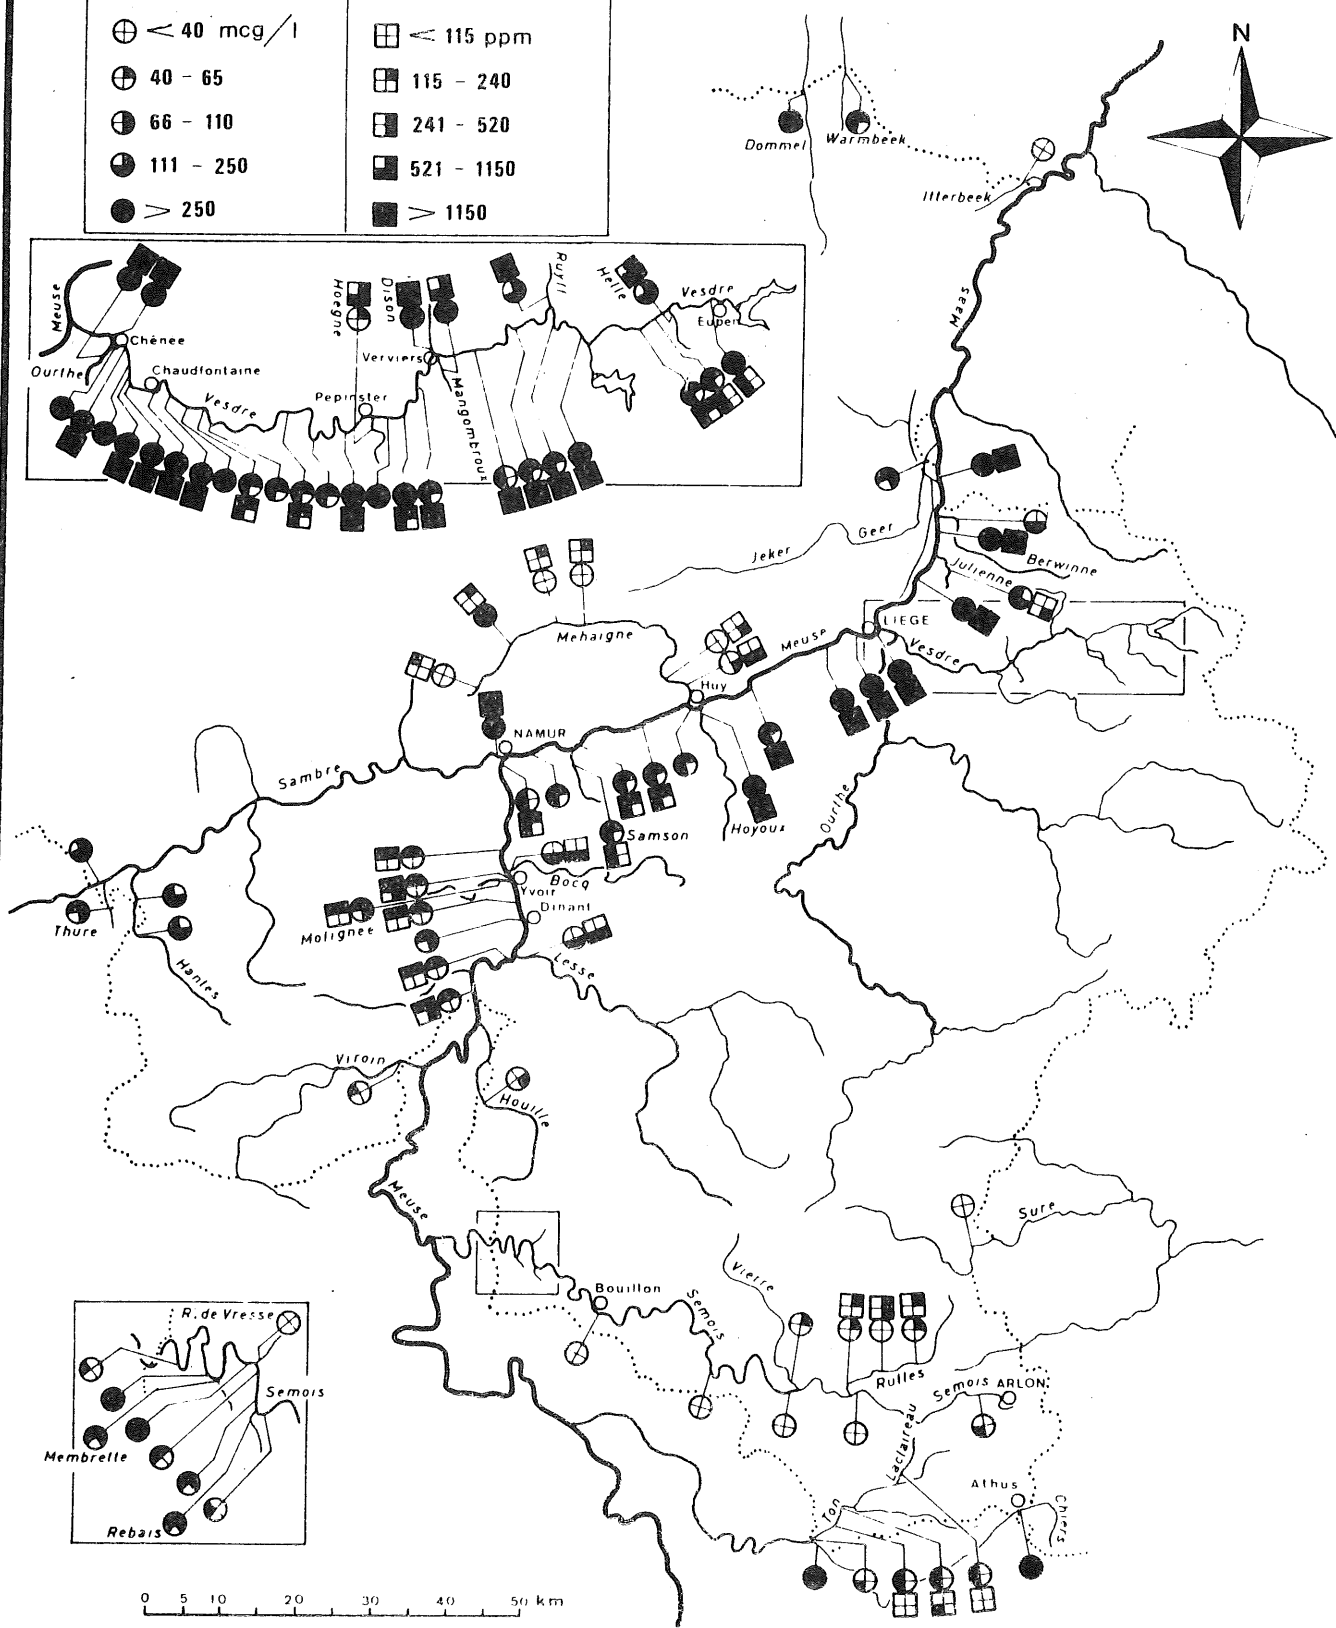 < 40 mcg/l
40 - 65
66 - 110
111 - 250
> 250
< 115 ppm
115 - 240
241 - 520
521 - 1150
> 1150
N
Dommel
Warmbeek
Itterbeek
Maas
Meuse
Ourthe
Chênee
Chaudfontaine
Vesdre
Pepinster
Hoegne
Dison
Verviers
Mangombroux
Ruyff
Helle
Vesdre
Eupen
Jeker
Geer
Berwinne
Julienne
LIEGE
Vesdre
Mehaigne
Meuse
Huy
NAMUR
Sambre
Samson
Hoyoux
Ourthe
Bocq
Yvoir
Dinant
Molignee
Thure
Hantes
Lesse
Viroin
Houille
Meuse
Sure
Bouillon
Semois
Vierre
Rulles
Semois
ARLON
Laclaireau
Ton
Athus
Chiers
R. de Vresse
Semois
Membrette
Rebais
0 5 10 20 30 40 50 km